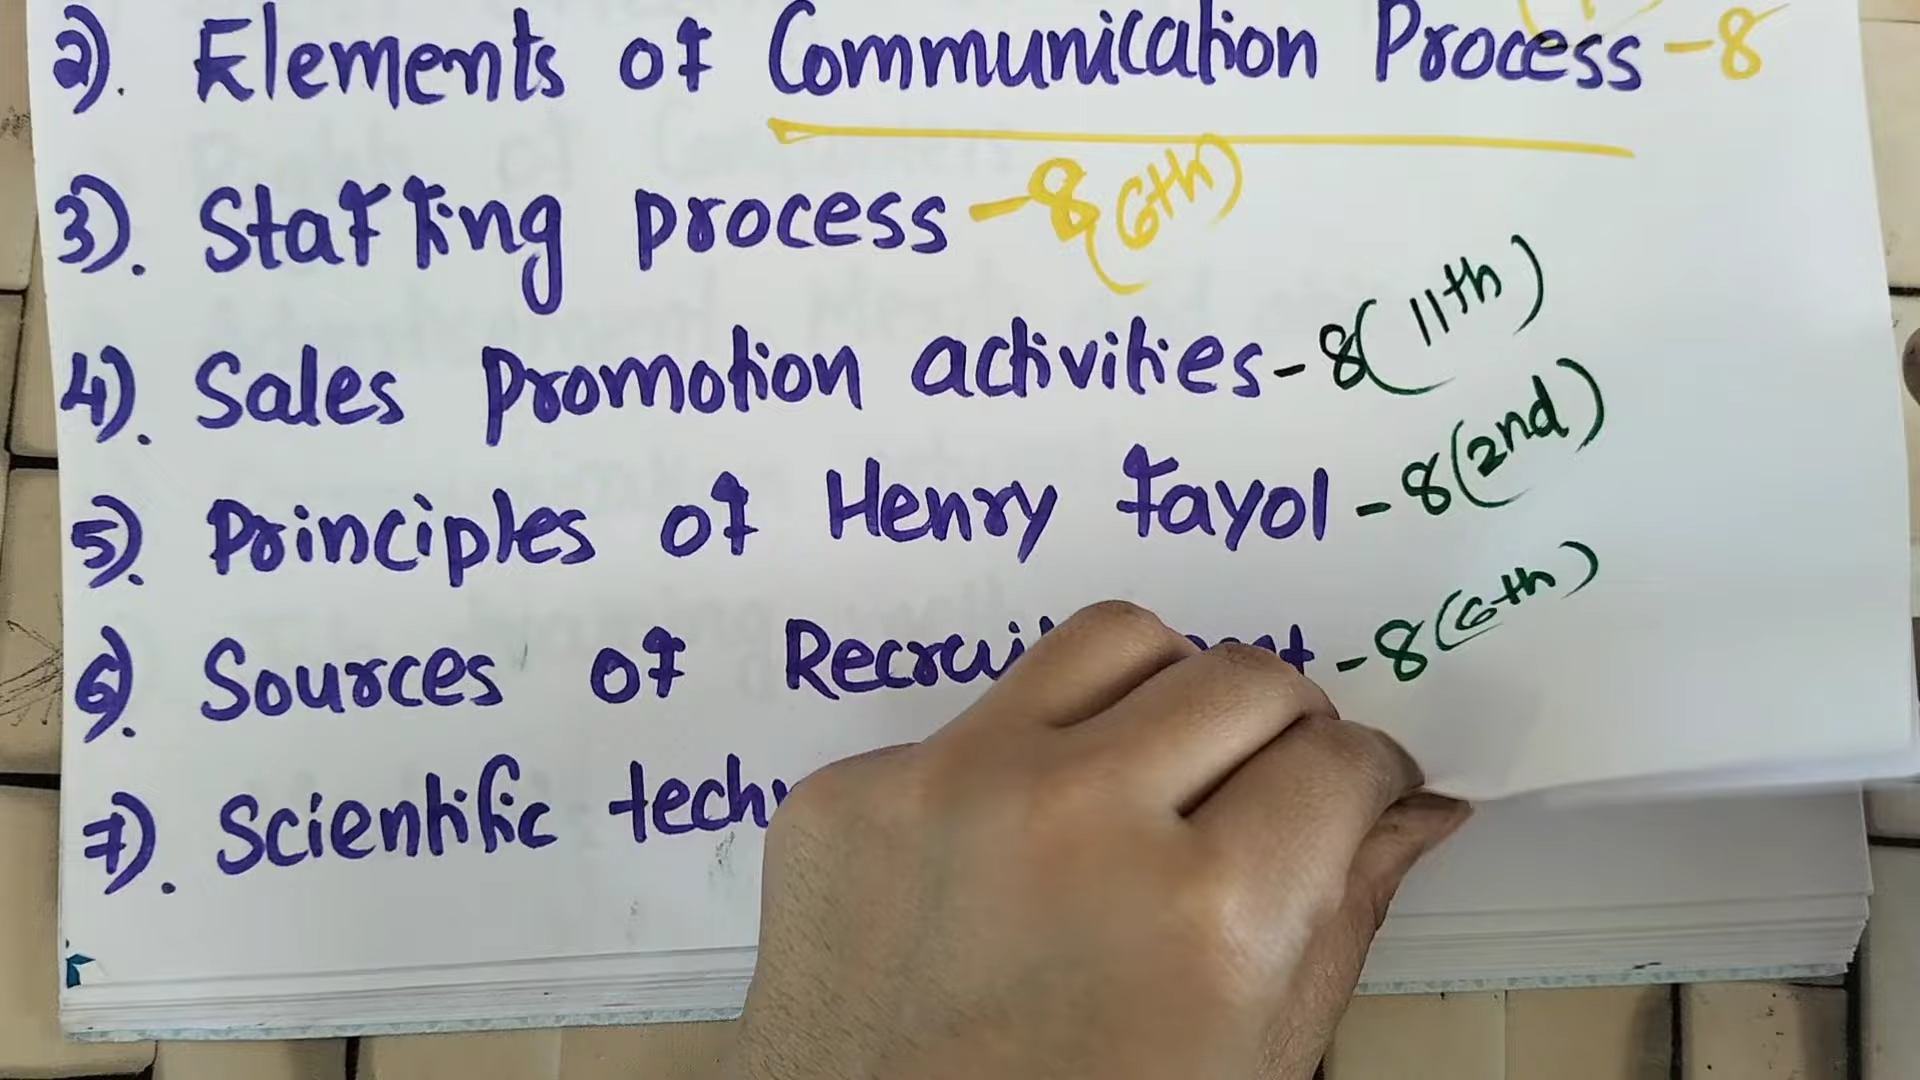 2). Elements of Communication Process - 8
3). Staffing process - 8 (6th)
4). Sales promotion activities - 8 (11th)
5). Principles of Henry fayol - 8 (2nd)
6). Sources of - 8 (6th)
7). Scientific